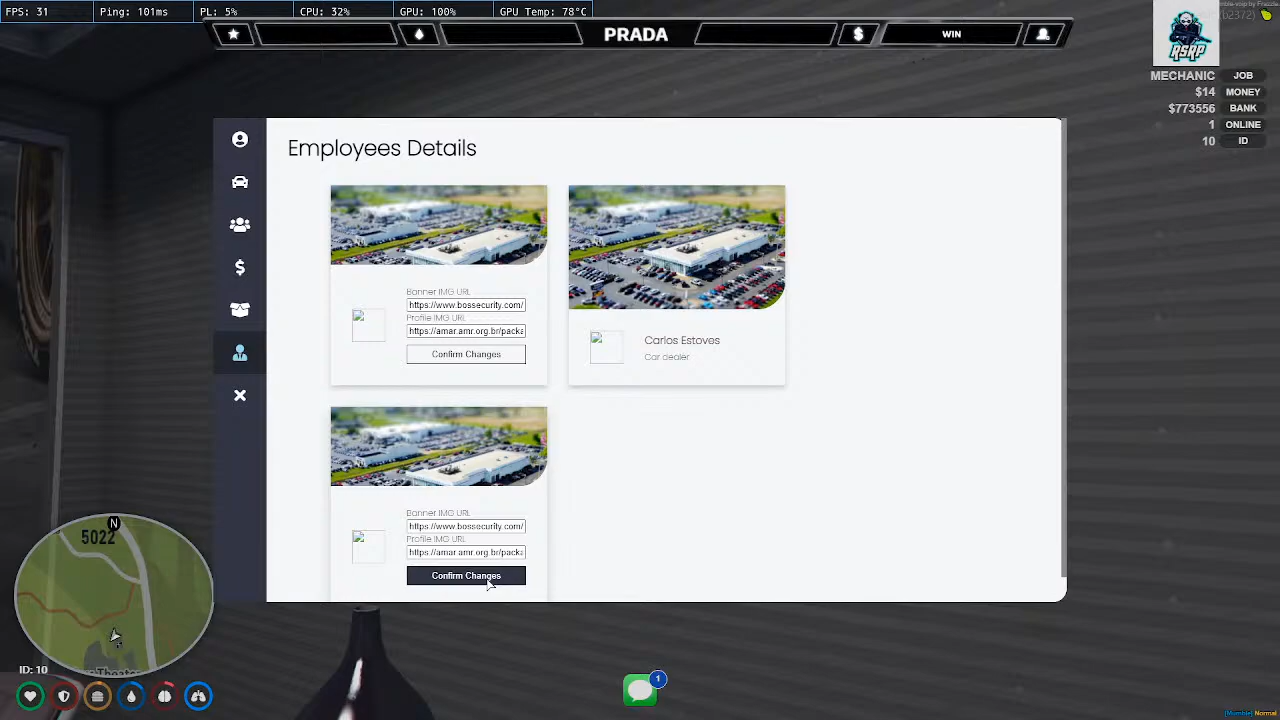 FPS: 31
Ping: 101ms
PL: 5%
CPU: 32%
GPU: 100%
GPU Temp: 78°C
PRADA
$
WIN
RSRP
MECHANIC JOB
$14 MONEY
$773556 BANK
1 ONLINE
10 ID
Employees Details
Banner IMG URL
https://www.bossecurity.com/
Profile IMG URL
https://amar.amr.org.br/packa
Confirm Changes
Carlos Estoves
Car dealer
Banner IMG URL
https://www.bossecurity.com/
Profile IMG URL
https://amar.amr.org.br/packa
Confirm Changes
N
5022
ID: 10
1
[Mumble] Normal